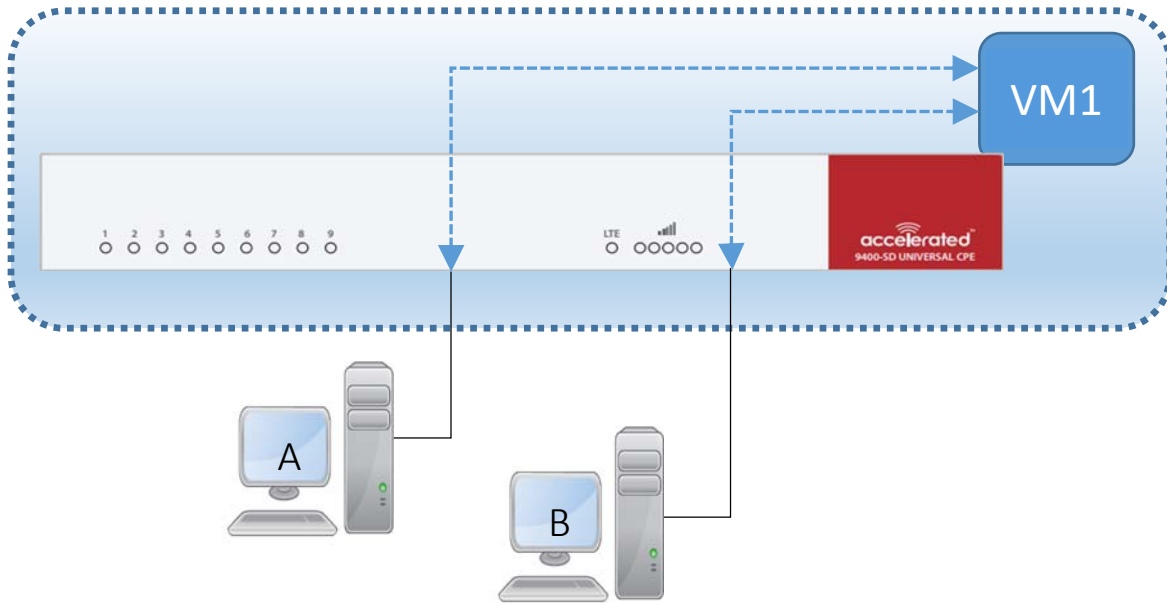 VM1
1 2 3 4 5 6 7 8 9
LTE
accelerated™
9400-SD UNIVERSAL CPE
A
B